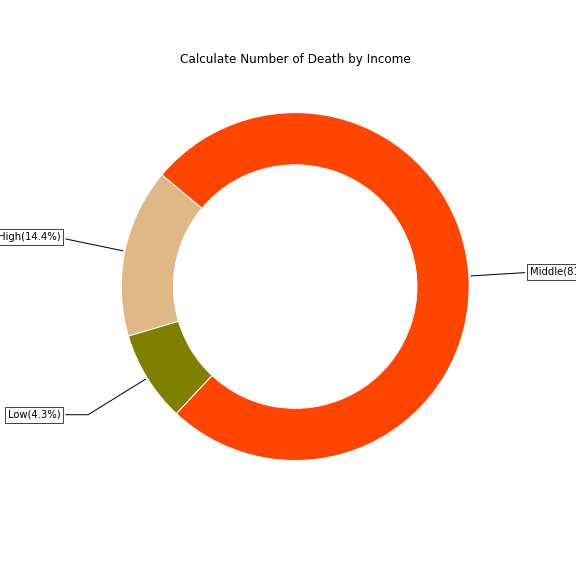 Calculate Number of Death by Income
High(14.4%)
Middle(81
Low(4.3%)